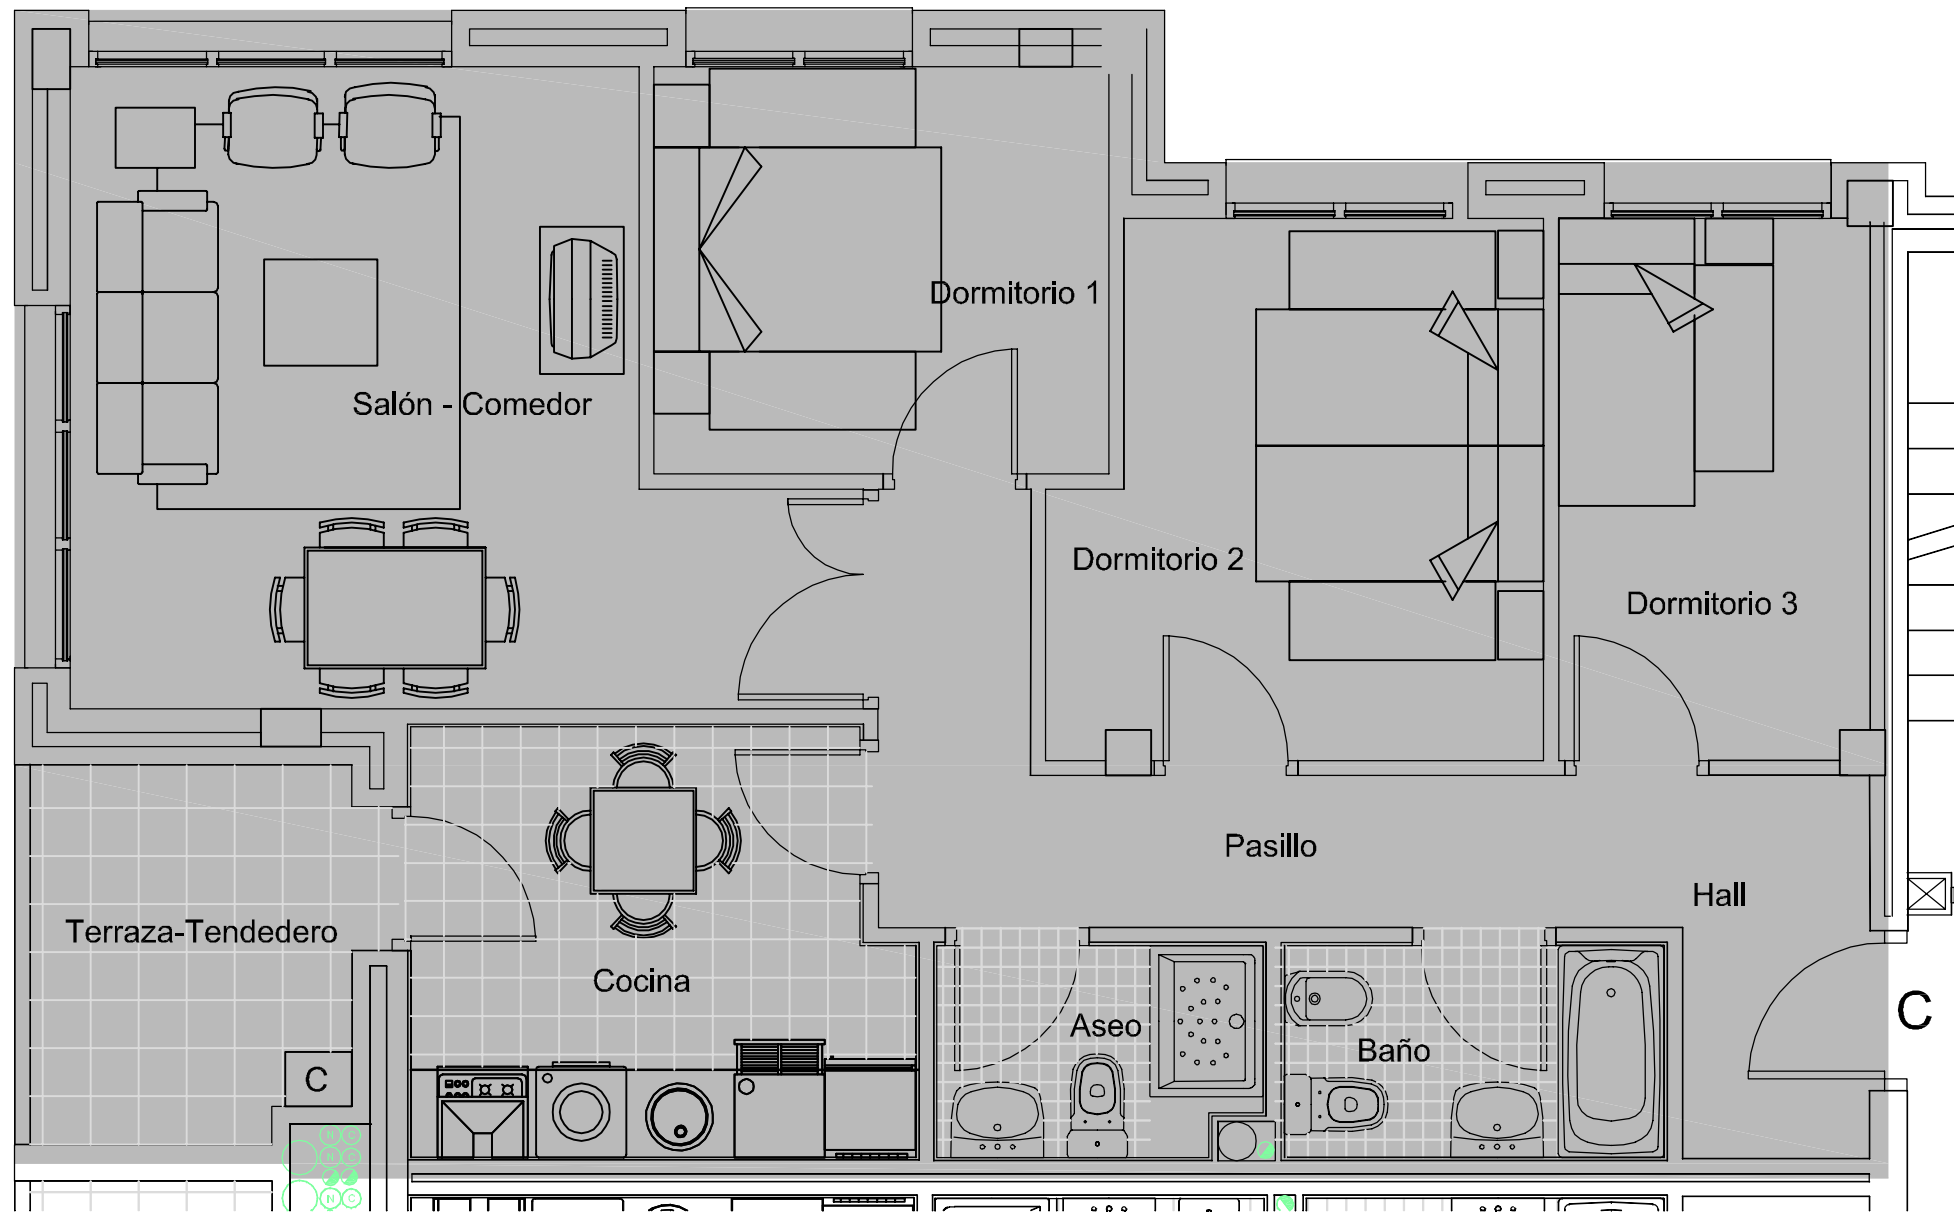 Dormitorio 1
Salón - Comedor
Dormitorio 2
Dormitorio 3
Pasillo
Hall
Terraza-Tendedero
Cocina
Aseo
Baño
C
C
N C
N C
N C